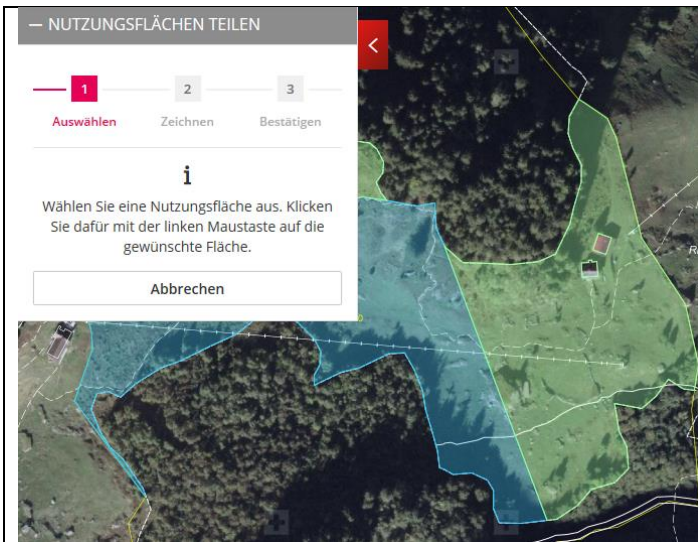 — NUTZUNGSFLÄCHEN TEILEN
1
2
3
Auswählen
Zeichnen
Bestätigen
i
Wählen Sie eine Nutzungsfläche aus. Klicken
Sie dafür mit der linken Maustaste auf die
gewünschte Fläche.
Abbrechen